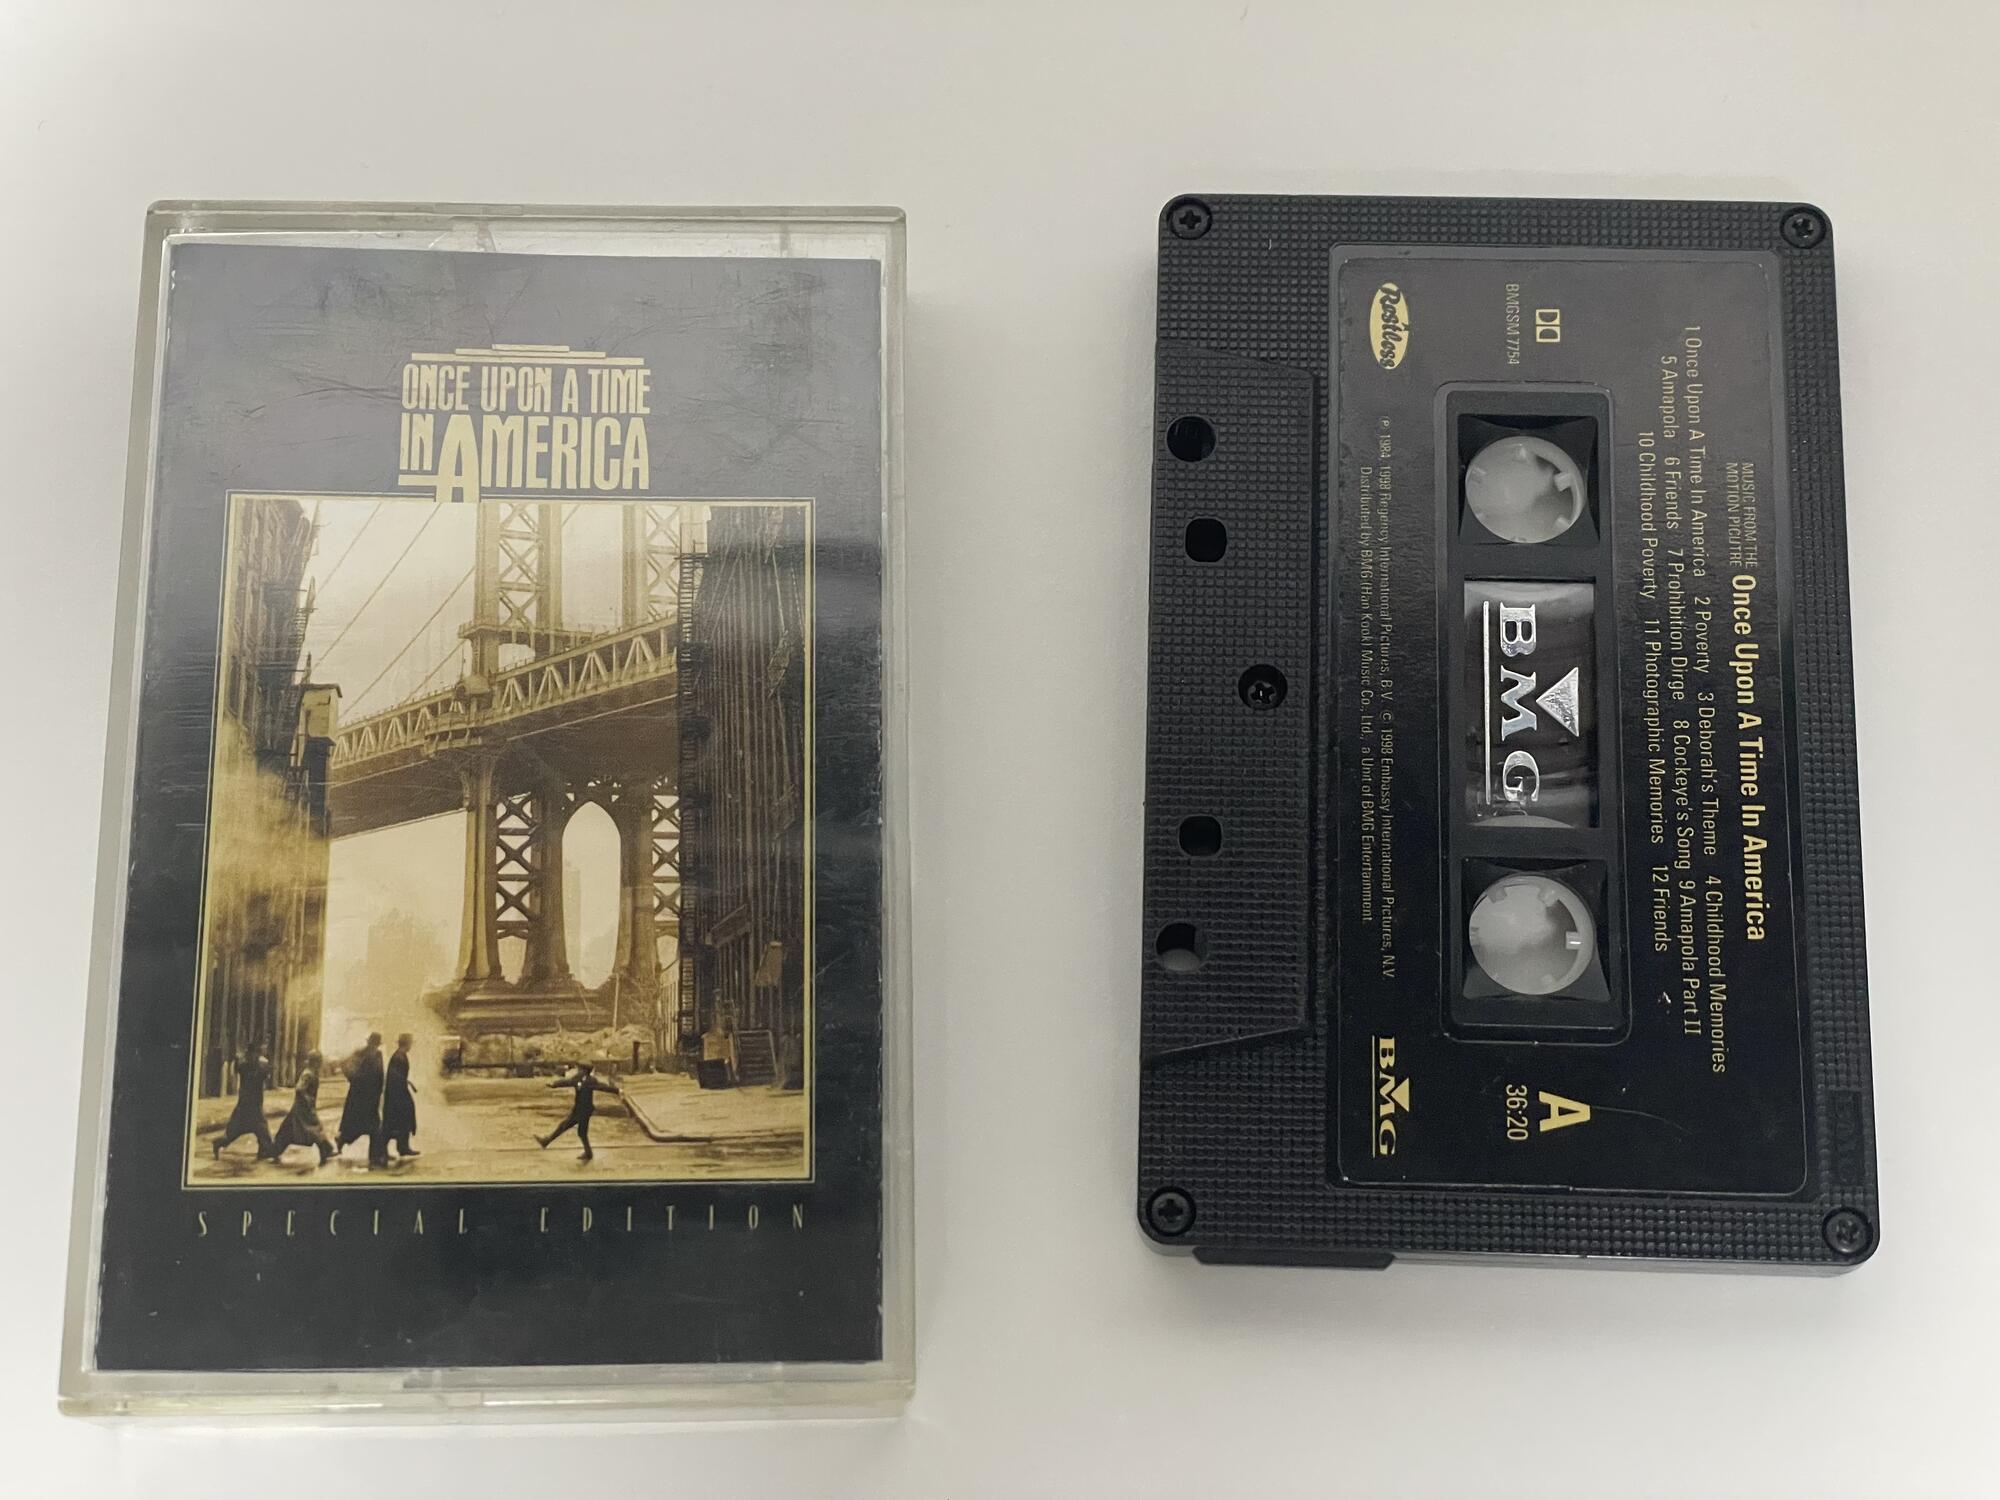 ONCE UPON A TIME
IN AMERICA
SPECIAL EDITION
MUSIC FROM THE
MOTION PICUTRE Once Upon A Time In America
1 Once Upon A Time In America 2 Poverty 3 Deborah's Theme 4 Childhood Memories
5 Amapola 6 Friends 7 Prohibition Dirge 8 Cockeye's Song 9 Amapola Part II
10 Childhood Poverty 11 Photographic Memories 12 Friends
BMGSM 7754
BMG
A
36:20
Restless
℗ 1984, 1998 Regency International Pictures, B.V. © 1998 Embassy International Pictures, N.V.
Distributed by BMG (Han Kook) Music Co., Ltd., a Unit of BMG Entertainment.
BMG